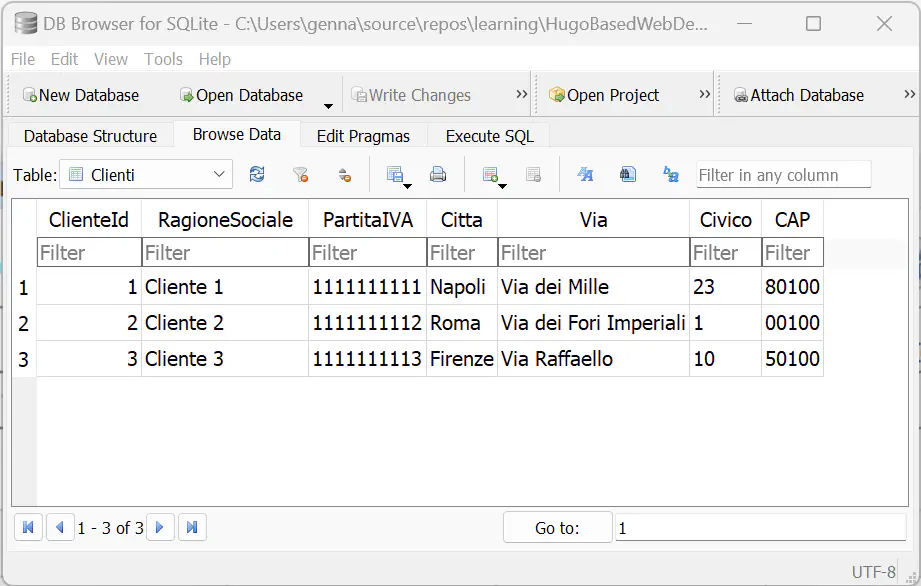 DB Browser for SQLite - C:\Users\genna\source\repos\learning\HugoBasedWebDe...
File Edit View Tools Help
New Database Open Database Write Changes » Open Project » Attach Database »
Database Structure Browse Data Edit Pragmas Execute SQL
Table: Clienti Filter in any column
ClienteId RagioneSociale PartitaIVA Citta Via Civico CAP
Filter Filter Filter Filter Filter Filter Filter
1 1 Cliente 1 1111111111 Napoli Via dei Mille 23 80100
2 2 Cliente 2 1111111112 Roma Via dei Fori Imperiali 1 00100
3 3 Cliente 3 1111111113 Firenze Via Raffaello 10 50100
1 - 3 of 3 Go to: 1
UTF-8